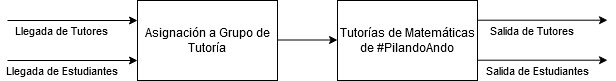 Llegada de Tutores
Llegada de Estudiantes
Asignación a Grupo de
Tutoría
Tutorías de Matemáticas
de #PilandoAndo
Salida de Tutores
Salida de Estudiantes